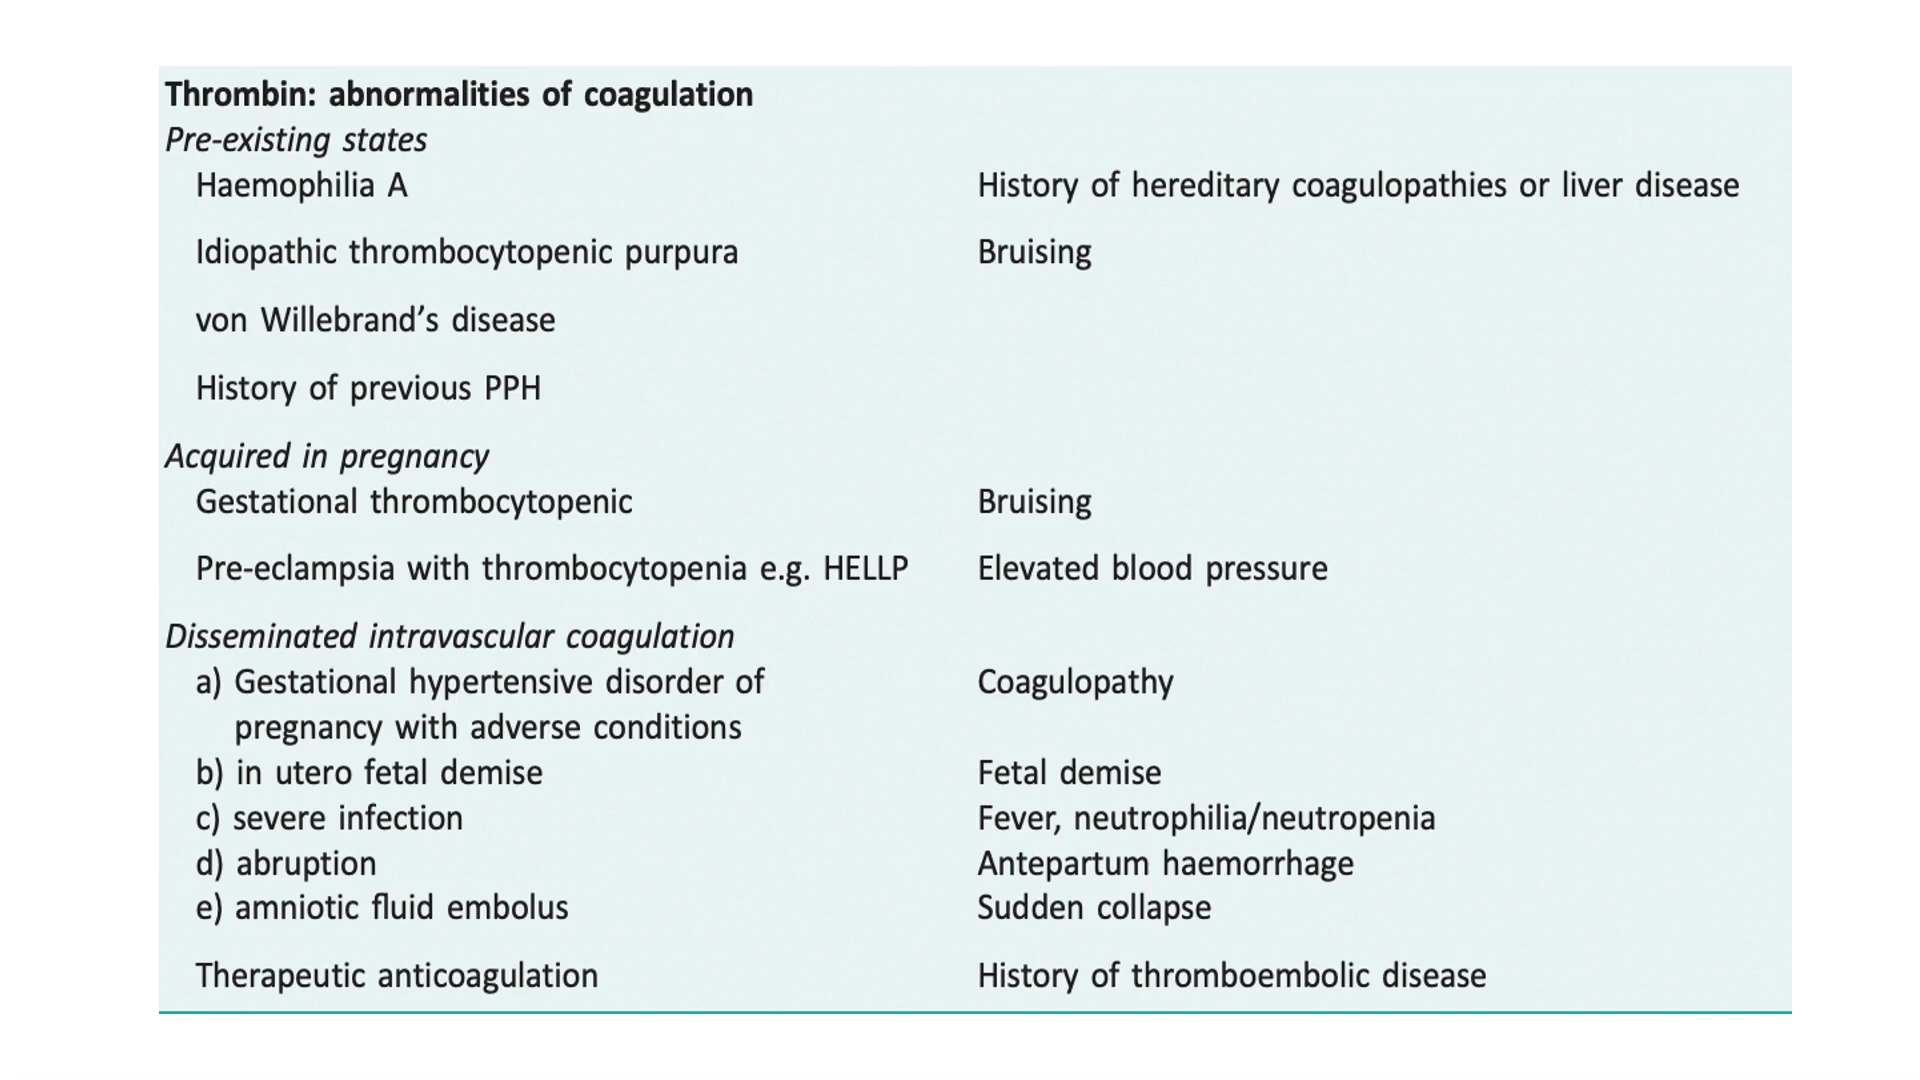 Thrombin: abnormalities of coagulation
Pre-existing states
Haemophilia A History of hereditary coagulopathies or liver disease
Idiopathic thrombocytopenic purpura Bruising
von Willebrand’s disease
History of previous PPH
Acquired in pregnancy
Gestational thrombocytopenic Bruising
Pre-eclampsia with thrombocytopenia e.g. HELLP Elevated blood pressure
Disseminated intravascular coagulation
a) Gestational hypertensive disorder of Coagulopathy
pregnancy with adverse conditions
b) in utero fetal demise Fetal demise
c) severe infection Fever, neutrophilia/neutropenia
d) abruption Antepartum haemorrhage
e) amniotic fluid embolus Sudden collapse
Therapeutic anticoagulation History of thromboembolic disease